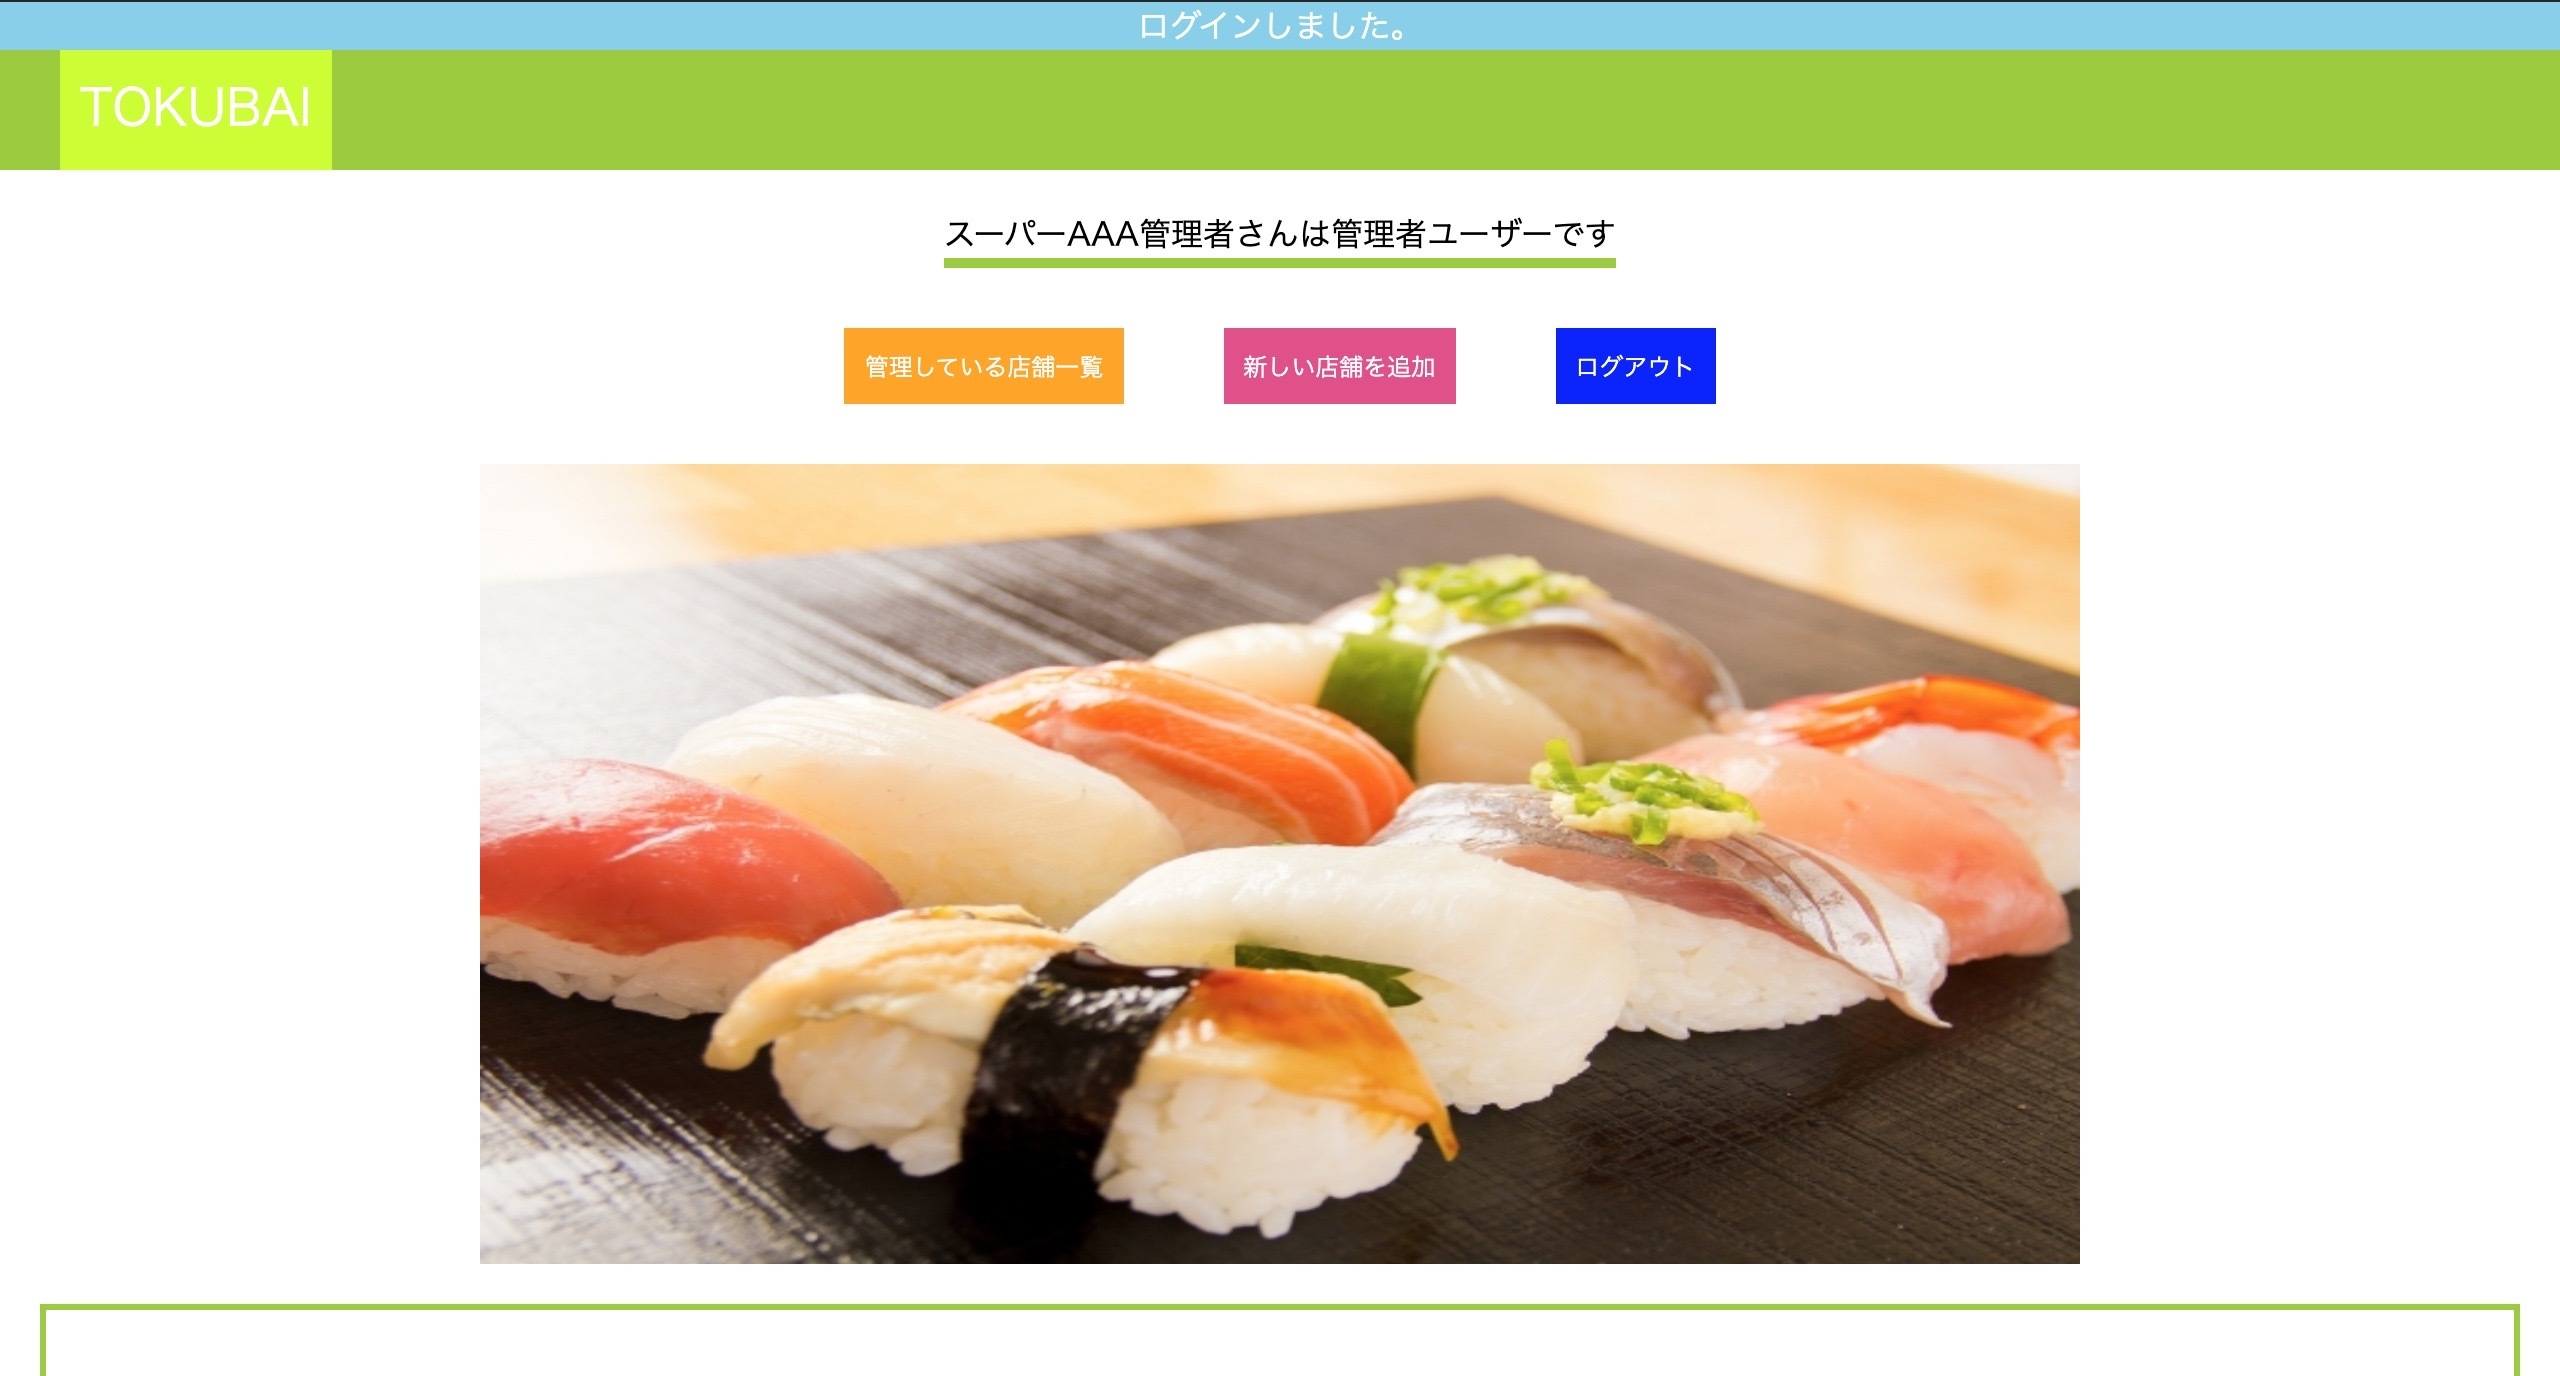 ログインしました。
TOKUBAI
スーパーAAA管理者さんは管理者ユーザーです
管理している店舗一覧
新しい店舗を追加
ログアウト